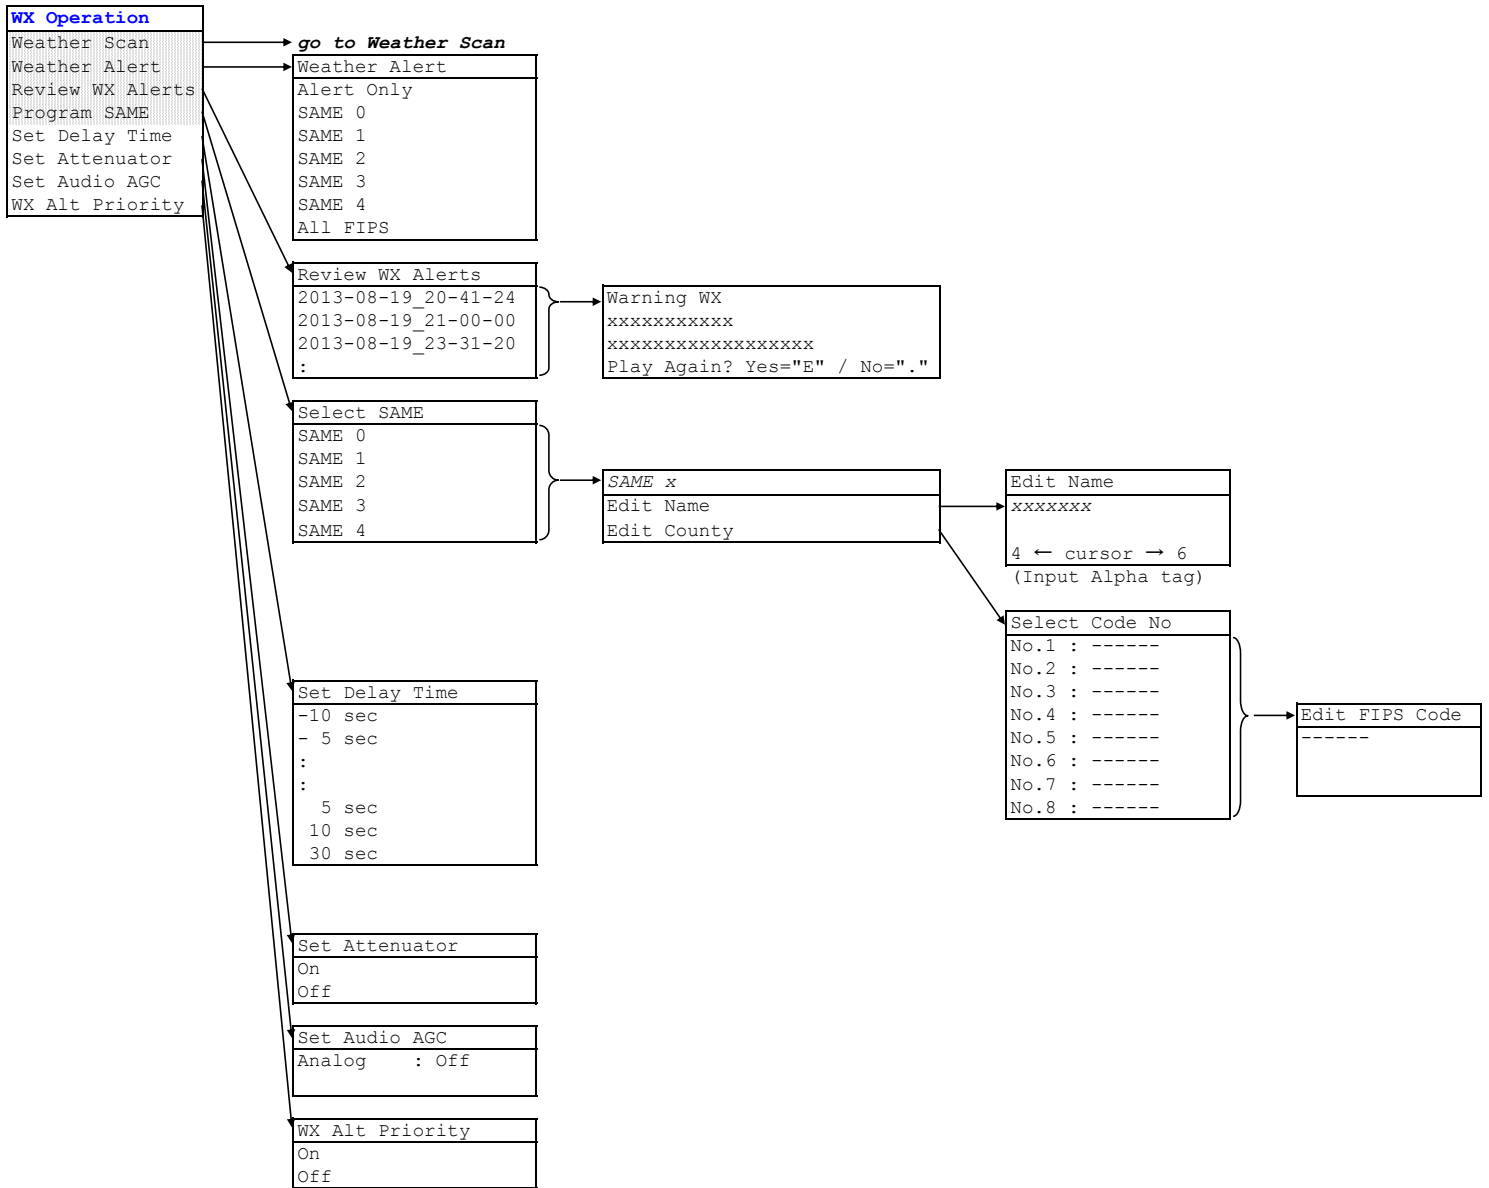 WX Operation
Weather Scan
Weather Alert
Review WX Alerts
Program SAME
Set Delay Time
Set Attenuator
Set Audio AGC
WX Alt Priority
go to Weather Scan
Weather Alert
Alert Only
SAME 0
SAME 1
SAME 2
SAME 3
SAME 4
All FIPS
Review WX Alerts
2013-08-19_20-41-24
2013-08-19_21-00-00
2013-08-19_23-31-20
:
Warning WX
xxxxxxxxxxx
xxxxxxxxxxxxxxxxxx
Play Again? Yes="E" / No="."
Select SAME
SAME 0
SAME 1
SAME 2
SAME 3
SAME 4
SAME x
Edit Name
Edit County
Edit Name
xxxxxxx
4 ← cursor → 6
(Input Alpha tag)
Select Code No
No.1 : ------
No.2 : ------
No.3 : ------
No.4 : ------
No.5 : ------
No.6 : ------
No.7 : ------
No.8 : ------
Edit FIPS Code
------
Set Delay Time
-10 sec
- 5 sec
:
:
5 sec
10 sec
30 sec
Set Attenuator
On
Off
Set Audio AGC
Analog : Off
WX Alt Priority
On
Off